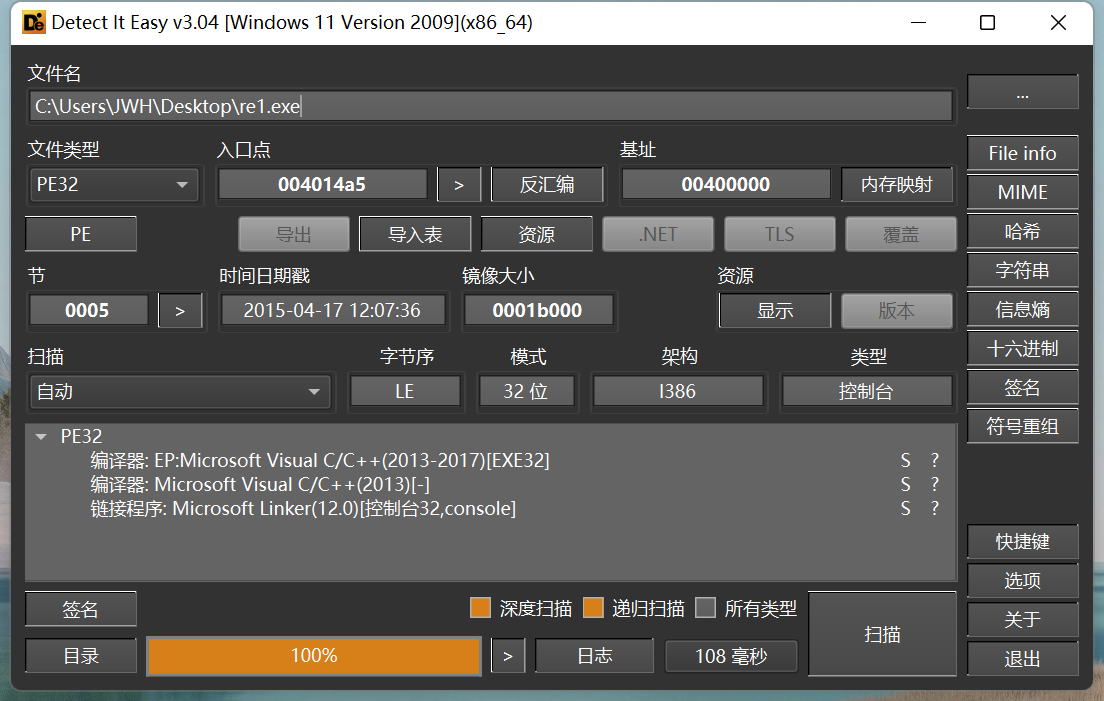 Detect It Easy v3.04 [Windows 11 Version 2009](x86_64)
文件名
C:\Users\JWH\Desktop\re1.exe
...
文件类型 入口点 基址
PE32 004014a5 > 反汇编 00400000 内存映射
File info
MIME
PE 导出 导入表 资源 .NET TLS 覆盖
哈希
节 时间日期戳 镜像大小 资源
字符串
0005 > 2015-04-17 12:07:36 0001b000 显示 版本
信息熵
扫描 字节序 模式 架构 类型
十六进制
自动 LE 32 位 I386 控制台
签名
符号重组
PE32
编译器: EP:Microsoft Visual C/C++(2013-2017)[EXE32] S ?
编译器: Microsoft Visual C/C++(2013)[-] S ?
链接程序: Microsoft Linker(12.0)[控制台32,console] S ?
快捷键
选项
签名 深度扫描 递归扫描 所有类型
关于
扫描
目录 100% > 日志 108 毫秒
退出